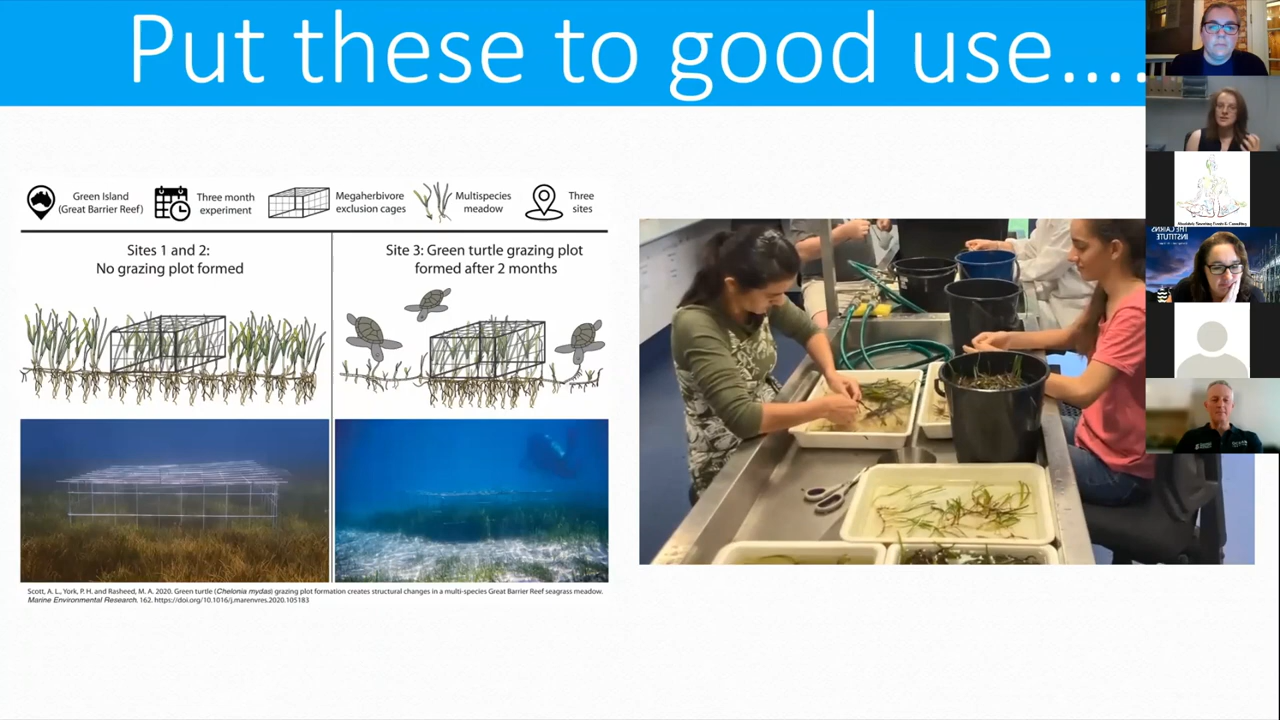 Put these to good use....
Green Island
(Great Barrier Reef)
Three month
experiment
Megaherbivore
exclusion cages
Multispecies
meadow
Three
sites
Sites 1 and 2:
No grazing plot formed
Site 3: Green turtle grazing plot
formed after 2 months
Scott, A. L., York, P. H. and Rasheed, M. A. 2020. Green turtle (Chelonia mydas) grazing plot formation creates structural changes in a multi-species Great Barrier Reef seagrass meadow.
Marine Environmental Research. 162. https://doi.org/10.1016/j.marenvres.2020.105183
THE CAIRNS
INSTITUTE